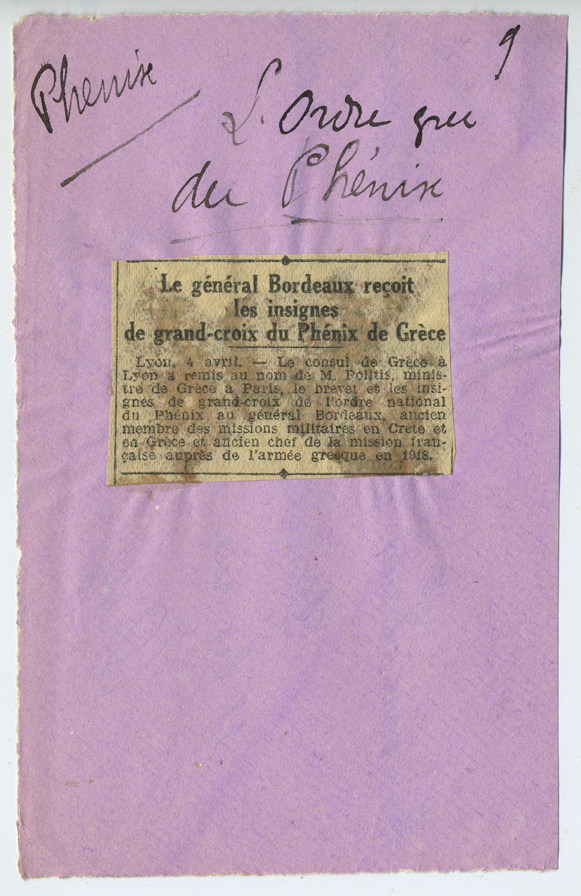 9
Phénix
L'Ordre grec
du Phénix
Le général Bordeaux reçoit
les insignes
de grand-croix du Phénix de Grèce
Lyon, 4 avril. — Le consul de Grèce à
Lyon a remis au nom de M. Politis, minis-
tre de Grèce à Paris, le brevet et les insi-
gnes de grand-croix de l'ordre national
du Phénix au général Bordeaux, ancien
membre des missions militaires en Crète et
en Grèce et ancien chef de la mission fran-
çaise auprès de l'armée grecque en 1918.